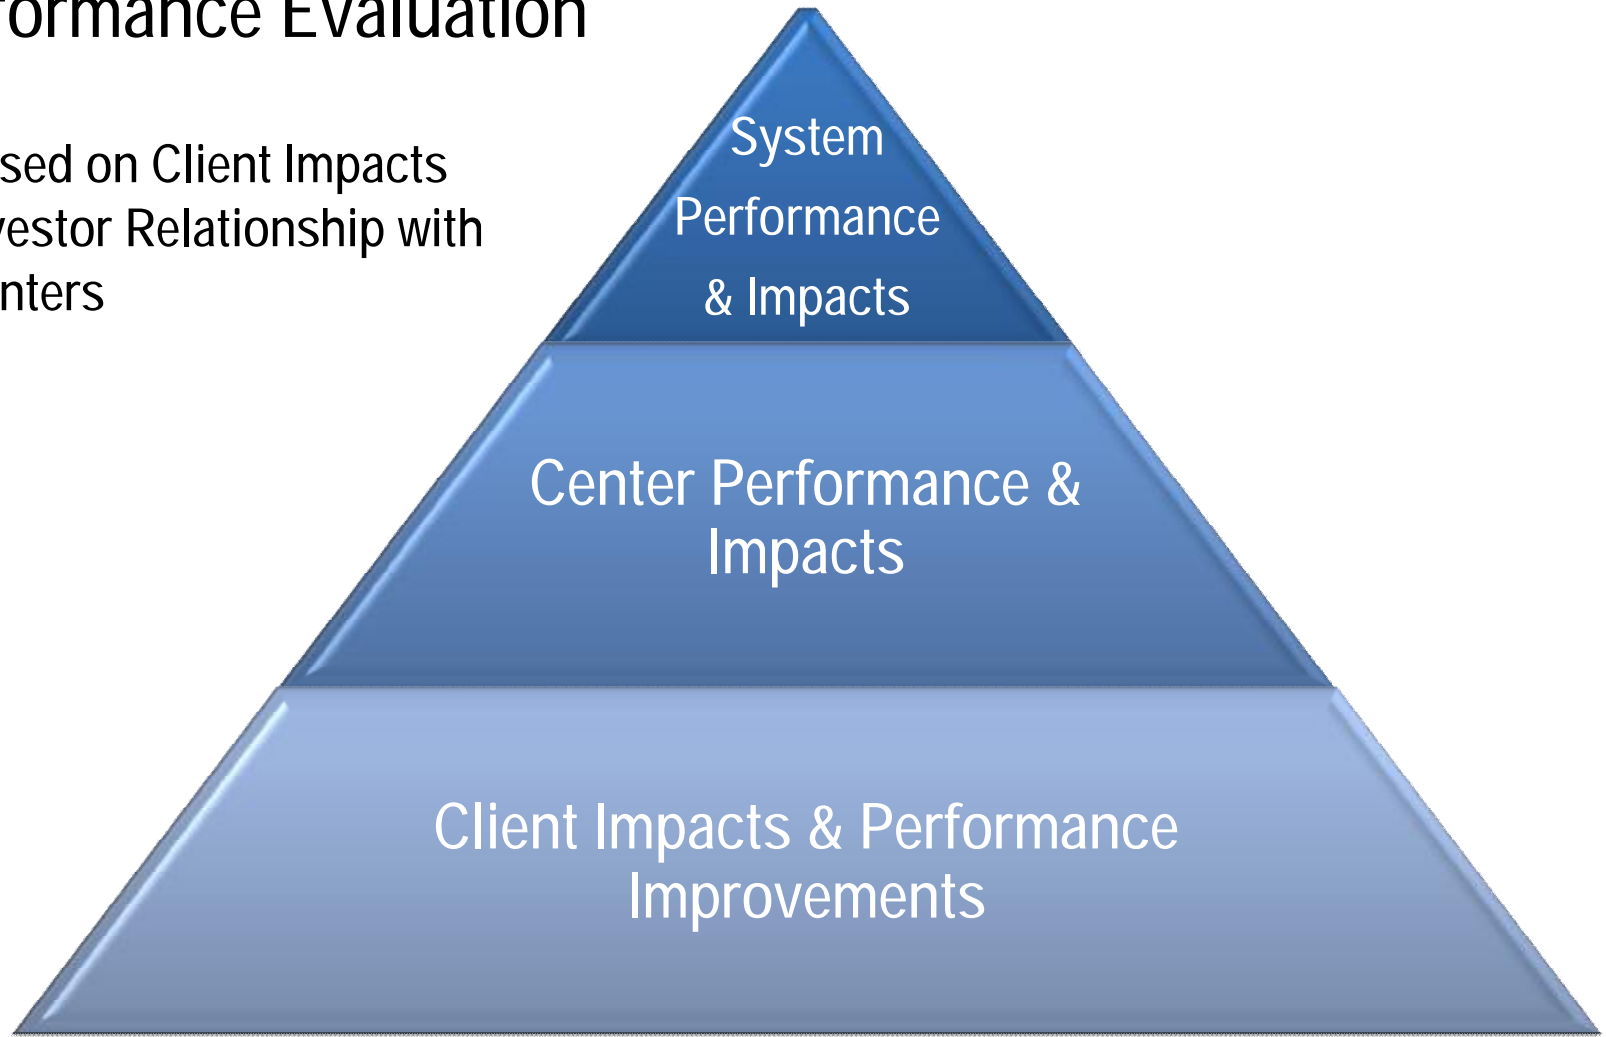 formance Evaluation
sed on Client Impacts
vestor Relationship with
nters
System
Performance
& Impacts
Center Performance &
Impacts
Client Impacts & Performance
Improvements